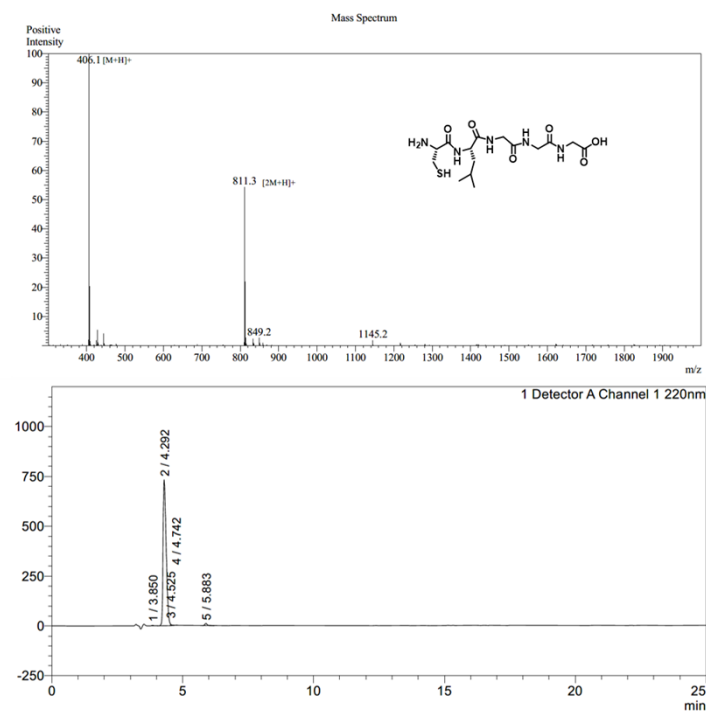 Mass Spectrum
Positive
Intensity
100
406.1 [M+H]+
90
80
70
60
811.3 [2M+H]+
50
40
30
20
10
849.2
1145.2
400 500 600 700 800 900 1000 1100 1200 1300 1400 1500 1600 1700 1800 1900
m/z
H₂N
O
N
H
SH
O
H
N
O
H
N
O
N
H
O
OH
1 Detector A Channel 1 220nm
1000
750
500
250
0
-250
1 / 3.850
2 / 4.292
3 / 4.525
4 / 4.742
5 / 5.883
0 5 10 15 20 25
min